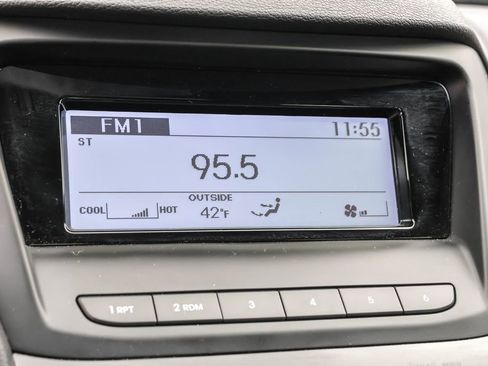 FM1 11:55
ST
95.5
OUTSIDE
COOL HOT 42°F
1 RPT 2 RDM 3 4 5 6